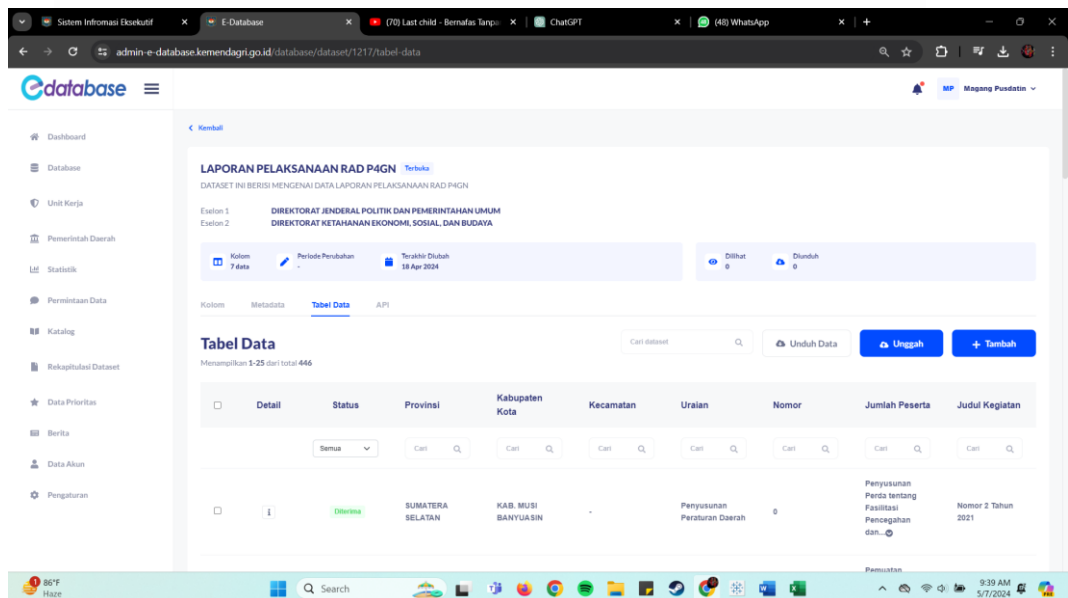 Sistem Infromasi Eksekutif
E-Database
(70) Last child - Bernafas Tanpa
ChatGPT
(48) WhatsApp
admin-e-database.kemendagri.go.id/database/dataset/1217/tabel-data
database
MP Magang Pusdatin
Dashboard
Database
Unit Kerja
Pemerintah Daerah
Statistik
Permintaan Data
Katalog
Rekapitulasi Dataset
Data Prioritas
Berita
Data Akun
Pengaturan
Kembali
LAPORAN PELAKSANAAN RAD P4GN Terbuka
DATASET INI BERISI MENGENAI DATA LAPORAN PELAKSANAAN RAD P4GN
Eselon 1 DIREKTORAT JENDERAL POLITIK DAN PEMERINTAHAN UMUM
Eselon 2 DIREKTORAT KETAHANAN EKONOMI, SOSIAL, DAN BUDAYA
Kolom
7 data
Periode Perubahan
-
Terakhir Diubah
18 Apr 2024
Dilihat
0
Diunduh
0
Kolom Metadata Tabel Data API
Tabel Data
Menampilkan 1-25 dari total 446
Cari dataset
Unduh Data
Unggah
+ Tambah
Detail
Status
Provinsi
Kabupaten
Kota
Kecamatan
Uraian
Nomor
Jumlah Peserta
Judul Kegiatan
Semua
Cari
Cari
Cari
Cari
Cari
Cari
Cari
i
Diterima
SUMATERA
SELATAN
KAB. MUSI
BANYUASIN
-
Penyusunan
Peraturan Daerah
0
Penyusunan
Perda tentang
Fasilitasi
Pencegahan
dan...
Nomor 2 Tahun
2021
Pemuatan
1
86°F
Haze
Search
9:39 AM
5/7/2024